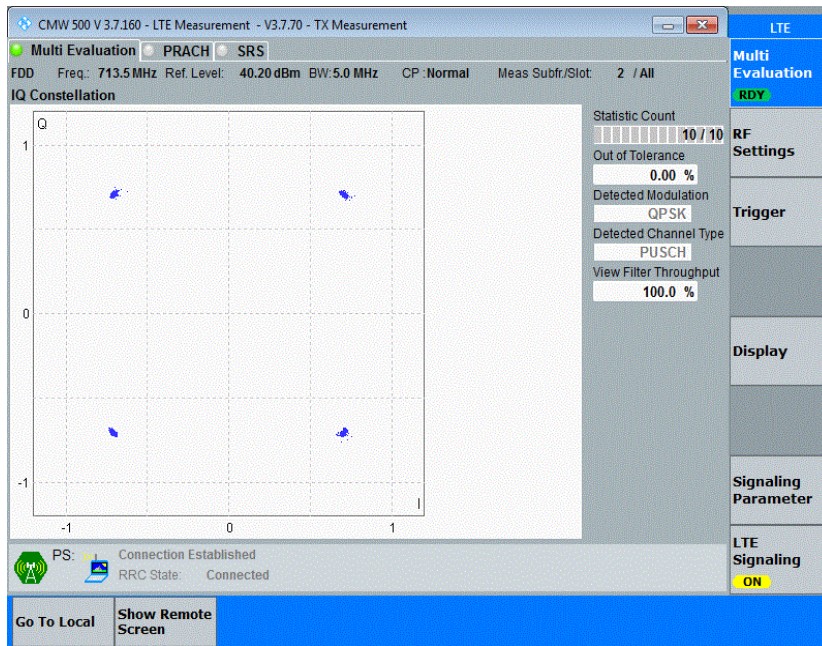 CMW 500 V 3.7.160 - LTE Measurement - V3.7.70 - TX Measurement
LTE
Multi Evaluation PRACH SRS
FDD Freq.: 713.5 MHz Ref. Level: 40.20 dBm BW: 5.0 MHz CP : Normal Meas Subfr./Slot: 2 / All
IQ Constellation
Q
1
0
-1
I
-1 0 1
Statistic Count
10 / 10
Out of Tolerance
0.00 %
Detected Modulation
QPSK
Detected Channel Type
PUSCH
View Filter Throughput
100.0 %
Multi
Evaluation
RDY
RF
Settings
Trigger
Display
Signaling
Parameter
LTE
Signaling
ON
PS: Connection Established
RRC State: Connected
Go To Local
Show Remote
Screen